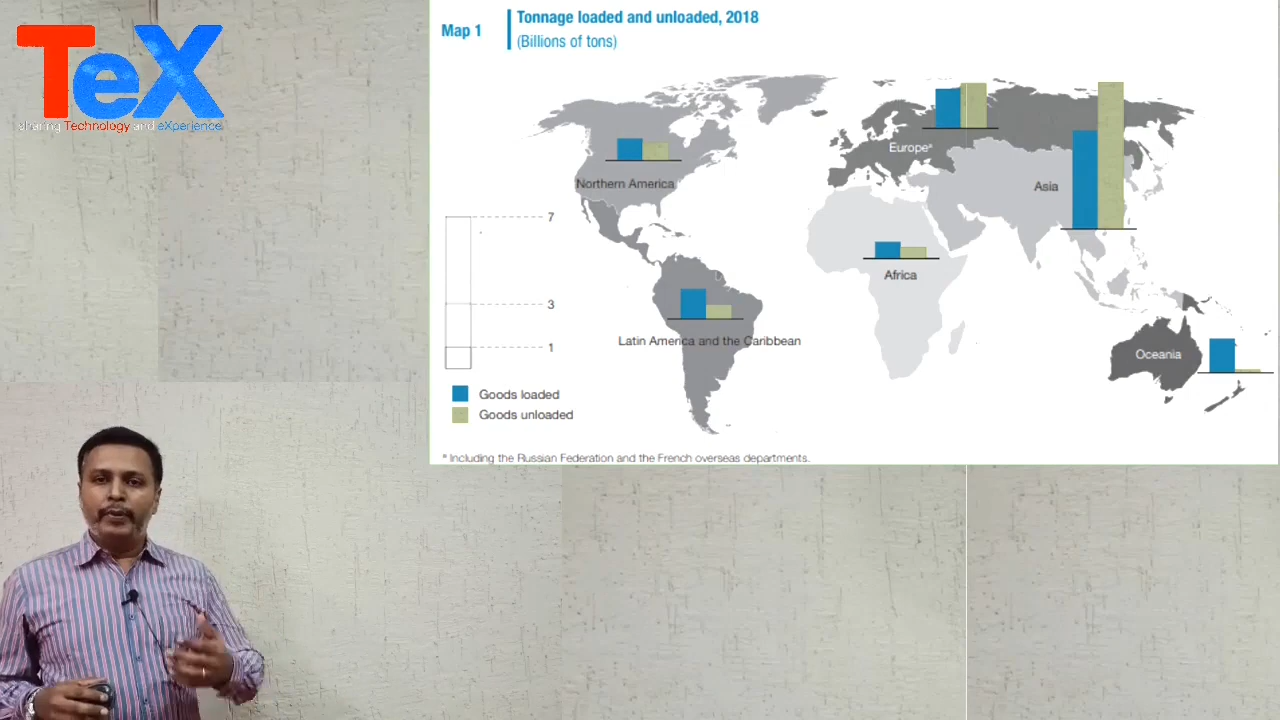 TeX
sharing Technology and eXperience
Map 1
Tonnage loaded and unloaded, 2018
(Billions of tons)
Europeᵃ
Northern America
Asia
7
Africa
3
Latin America and the Caribbean
1
Oceania
Goods loaded
Goods unloaded
ᵃ Including the Russian Federation and the French overseas departments.